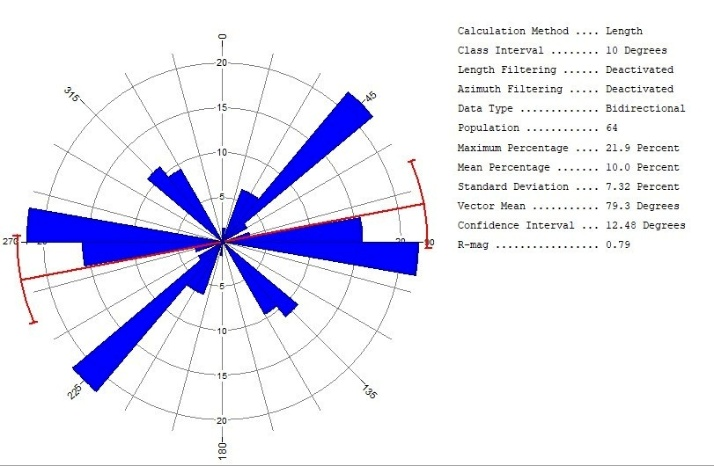 Calculation Method .... Length
Class Interval ........ 10 Degrees
Length Filtering ...... Deactivated
Azimuth Filtering ..... Deactivated
Data Type ............. Bidirectional
Population ............ 64
Maximum Percentage .... 21.9 Percent
Mean Percentage ....... 10.0 Percent
Standard Deviation .... 7.32 Percent
Vector Mean ........... 79.3 Degrees
Confidence Interval ... 12.48 Degrees
R-mag ................. 0.79
0
20
315
45
15
10
5
270
20
20
90
5
10
225
135
15
20
180